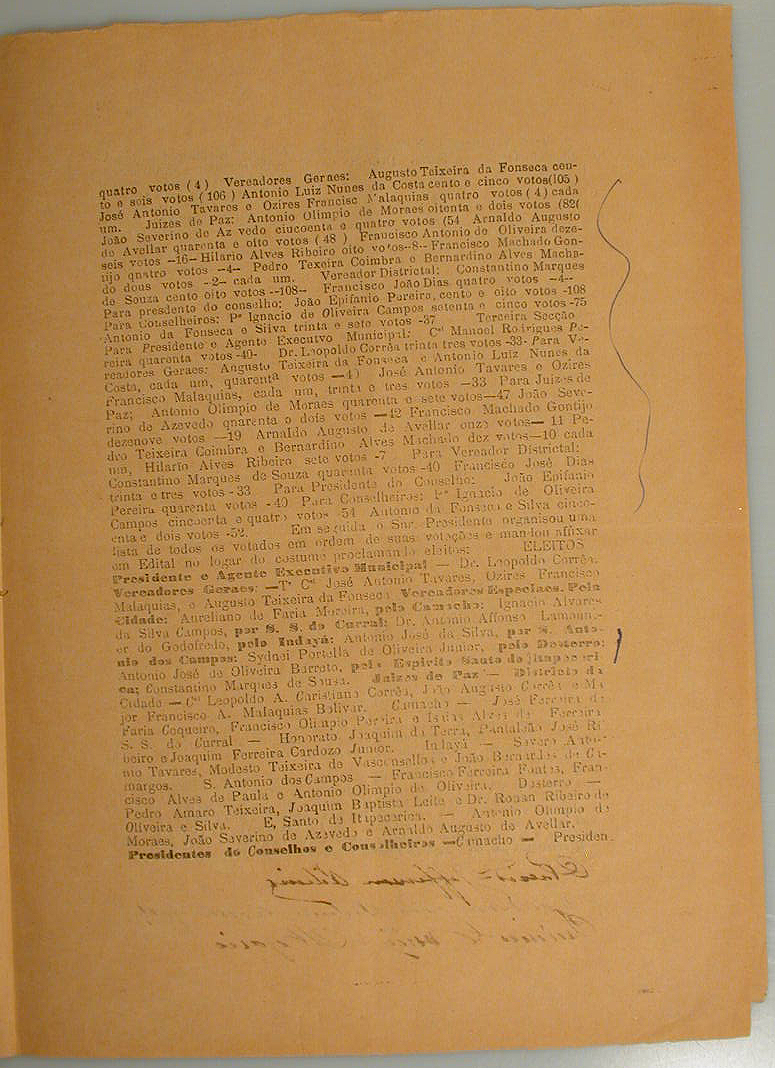 quatro votos (4) Vereadores Geraes: Augusto Teixeira da Fonseca cen-
to e seis votos (106) Antonio Luiz Nunes da Costa cento e cinco votos (105)
José Antonio Tavares e Ozires Francisc Malaquias quatro votos (4) cada
um. Juizes de Paz: Antonio Olimpio de Moraes oitenta e dois votos (82(
João Severino de Az vedo cincoenta e quatro votos (54 Arnaldo Augusto
de Avellar quarenta e oito votos (48) Francisco Antonio de Oliveira deze-
seis votos —16— Hilario Alves Ribeiro oito votos--8-- Francisco Machado Gon-
tijo quatro votos —4— Pedro Texeira Coimbra e Bernardino Alves Macha-
do dous votos -2- cada um. Vereador Districtal: Constantino Marques
de Souza cento oito votos --108— Francisco João Dias quatro votos -4--
Para presdento do conselho: João Epifanio Pereira, cento e oito votos -108
Para Conselheiros: Pe Ignacio de Oliveira Campos setenta e cinco votos -75
Antonio da Fonseca e Silva trinta e sete votos -37 Terceira Secção
Para Presidente e Agente Executvo Municipal: Cel Manoel Rodrigues Pe-
reira quarenta votos -40- Dr. Leopoldo Corrêa trinta tres votos -33- Para Ve-
readores Geraes: Augusto Teixeira da Fonseca e Antonio Luiz Nunes da
Costa, cada um, quarenta votos —4) José Antonio Tavares e Ozires
Francisco Malaquias, cada um, trinta e tres votos —33 Para Juizes de
Paz; Antonio Olimpio de Moraes quarenta e sete votos—47 João Seve-
rino de Azevedo quarenta o dois votos —42 Francisco Machado Gontijo
dezenove votos —19 Arnaldo Augusto de Avellar onze votos— 11 Pe-
dro Teixeira Coimbra e Bernardino Alves Machado dez votos—10 cada
um, Hilario Alves Ribeiro sete votos -7 Para Vereador Districtal:
Constantino Marques de Souza quarenta votos -40 Francisco José Dias
trinta e tres votos - 33 Para Presidente do Conselho: João Epifanio
Pereira quarenta votos -40 Para Conselheiros: Pe Ignacio de Oliveira
Campos cincoenta e quatro votos 54 Antonio da Fonseca e Silva cinco-
enta e dois votos -52. Em seguida o Snr. Presidente organisou uma
lista de todos os votados em ordem de suas votações e mandou affixar
em Edital no logar do costume proclamando eleitos: ELEITOS
Presidente e Agente Executivo Municipal — Dr. Leopoldo Corrêa.
Vereadores Geraes: —Te Cel José Antonio Tavares, Ozires Francisco
Malaquias, e Augusto Teixeira da Fonseca Vereadores Especiaes. Pela
Cidade: Aureliano de Faria Moreira, pelo Camacho: Ignacio Alvares
da Silva Campos, por S. S. do Curral: Dr. Antonio Affonso Lamoun-
er do Godofredo, pelo Indayá: Antonio José da Silva, por S. Anto-
nio dos Campos: Sydnei Portella de Oliveira Junior, pelo Desterro:
Antonio José de Oliveira Barreto, pelo Espirito Santo do Itapeceri-
ca; Constantino Marques de Sousa. Juizes de Paz — Districto da
Cidade — Cel Leopoldo A. Caristiano Corrêa, João Augusto Corrêa e Ma
jor Francisco A. Malaquias Bolivar. Camacho — José Ferreira de
Faria Coqueiro, Francisco Olimpio Pereira e Isaias Alves de Ferreira
S. S. do Curral — Honorato Joaquim da Terra, Pantaleão José Ri-
beiro e Joaquim Ferreira Cardozo Junior. Indayá — Severo Anto-
nio Tavares, Modesto Teixeira de Vasconsellos e João Bernardes de Ca-
margos. S. Antonio dos Campos — Francisco Ferreira Fontes, Fran-
cisco Alves de Paula e Antonio Olimpio de Oliveira. Desterro —
Pedro Amaro Teixeira, Joaquim Baptista Leite e Dr. Ronan Ribeiro de
Oliveira e Silva. E, Santo de Itapecerica. — Antonio Olimpio de
Moraes, João Severino de Azevedo e Arnaldo Augusto de Avellar.
Presidentes do Conselhos e Conselheiros —Camacho — Presiden.